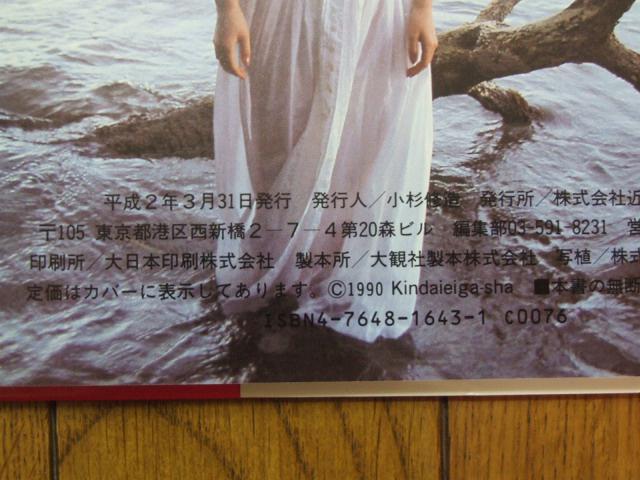 平成2年3月31日発行　発行人／小杉修造　発行所／株式会社近
〒105 東京都港区西新橋2－7－4第20森ビル　編集部03-591-8231　営
印刷所／大日本印刷株式会社　製本所／大観社製本株式会社　写植／株式
定価はカバーに表示してあります。©1990 Kindaieiga-sha　■本書の無断
ISBN4-7648-1643-1 C0076